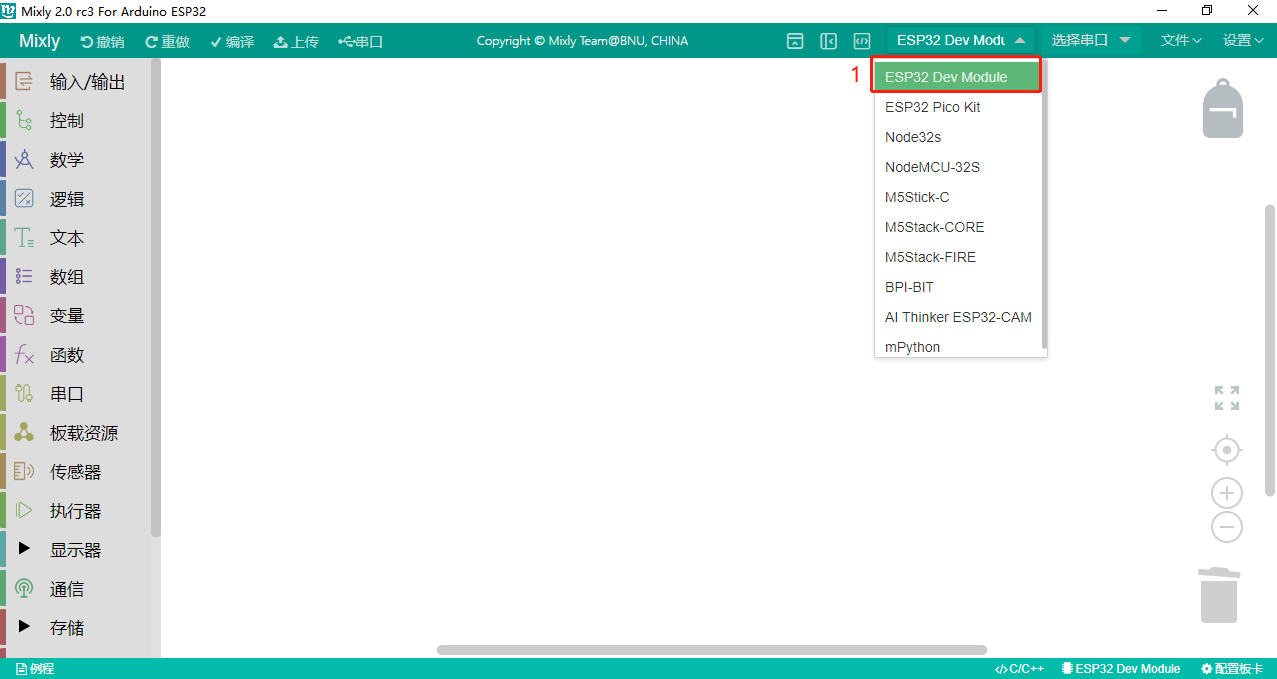 Mixly 2.0 rc3 For Arduino ESP32
Mixly 撤销 重做 编译 上传 串口 Copyright © Mixly Team@BNU, CHINA ESP32 Dev Modu 选择串口 文件 设置
1
ESP32 Dev Module
ESP32 Pico Kit
Node32s
NodeMCU-32S
M5Stick-C
M5Stack-CORE
M5Stack-FIRE
BPI-BIT
AI Thinker ESP32-CAM
mPython
输入/输出
控制
数学
逻辑
文本
数组
变量
函数
串口
板载资源
传感器
执行器
显示器
通信
存储
例程 C/C++ ESP32 Dev Module 配置板卡